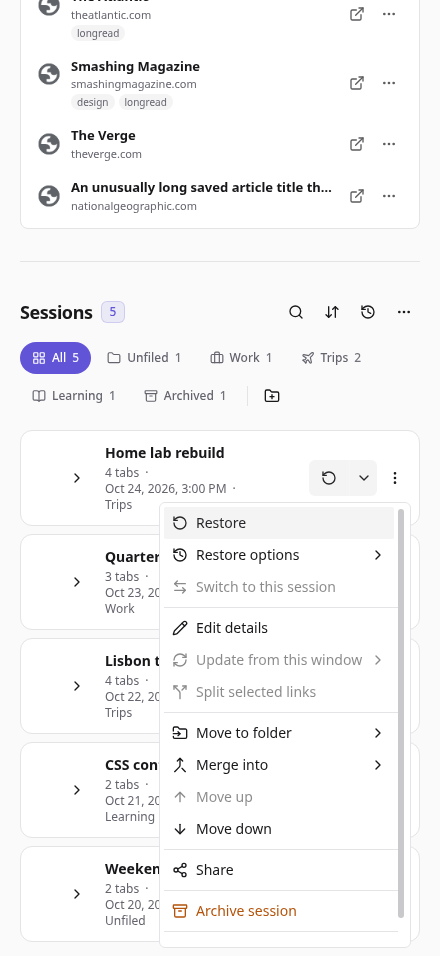 theatlantic.com
longread
Smashing Magazine
smashingmagazine.com
design longread
The Verge
theverge.com
An unusually long saved article title th...
nationalgeographic.com
Sessions 5
All 5 Unfiled 1 Work 1 Trips 2
Learning 1 Archived 1
Home lab rebuild
4 tabs ·
Oct 24, 2026, 3:00 PM ·
Trips
Restore
Restore options
Switch to this session
Edit details
Update from this window
Split selected links
Move to folder
Merge into
Move up
Move down
Share
Archive session
Quarter
3 tabs ·
Oct 23, 20
Work
Lisbon t
4 tabs ·
Oct 22, 20
Trips
CSS con
2 tabs ·
Oct 21, 20
Learning
Weeken
2 tabs ·
Oct 20, 20
Unfiled